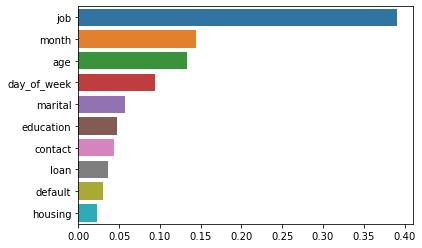 job
month
age
day_of_week
marital
education
contact
loan
default
housing
0.00 0.05 0.10 0.15 0.20 0.25 0.30 0.35 0.40